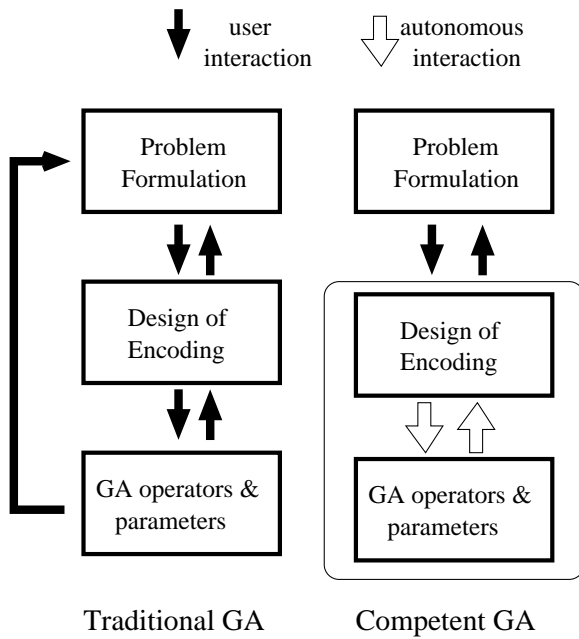 user
interaction
autonomous
interaction
Problem
Formulation
Design of
Encoding
GA operators &
parameters
Traditional GA
Problem
Formulation
Design of
Encoding
GA operators &
parameters
Competent GA